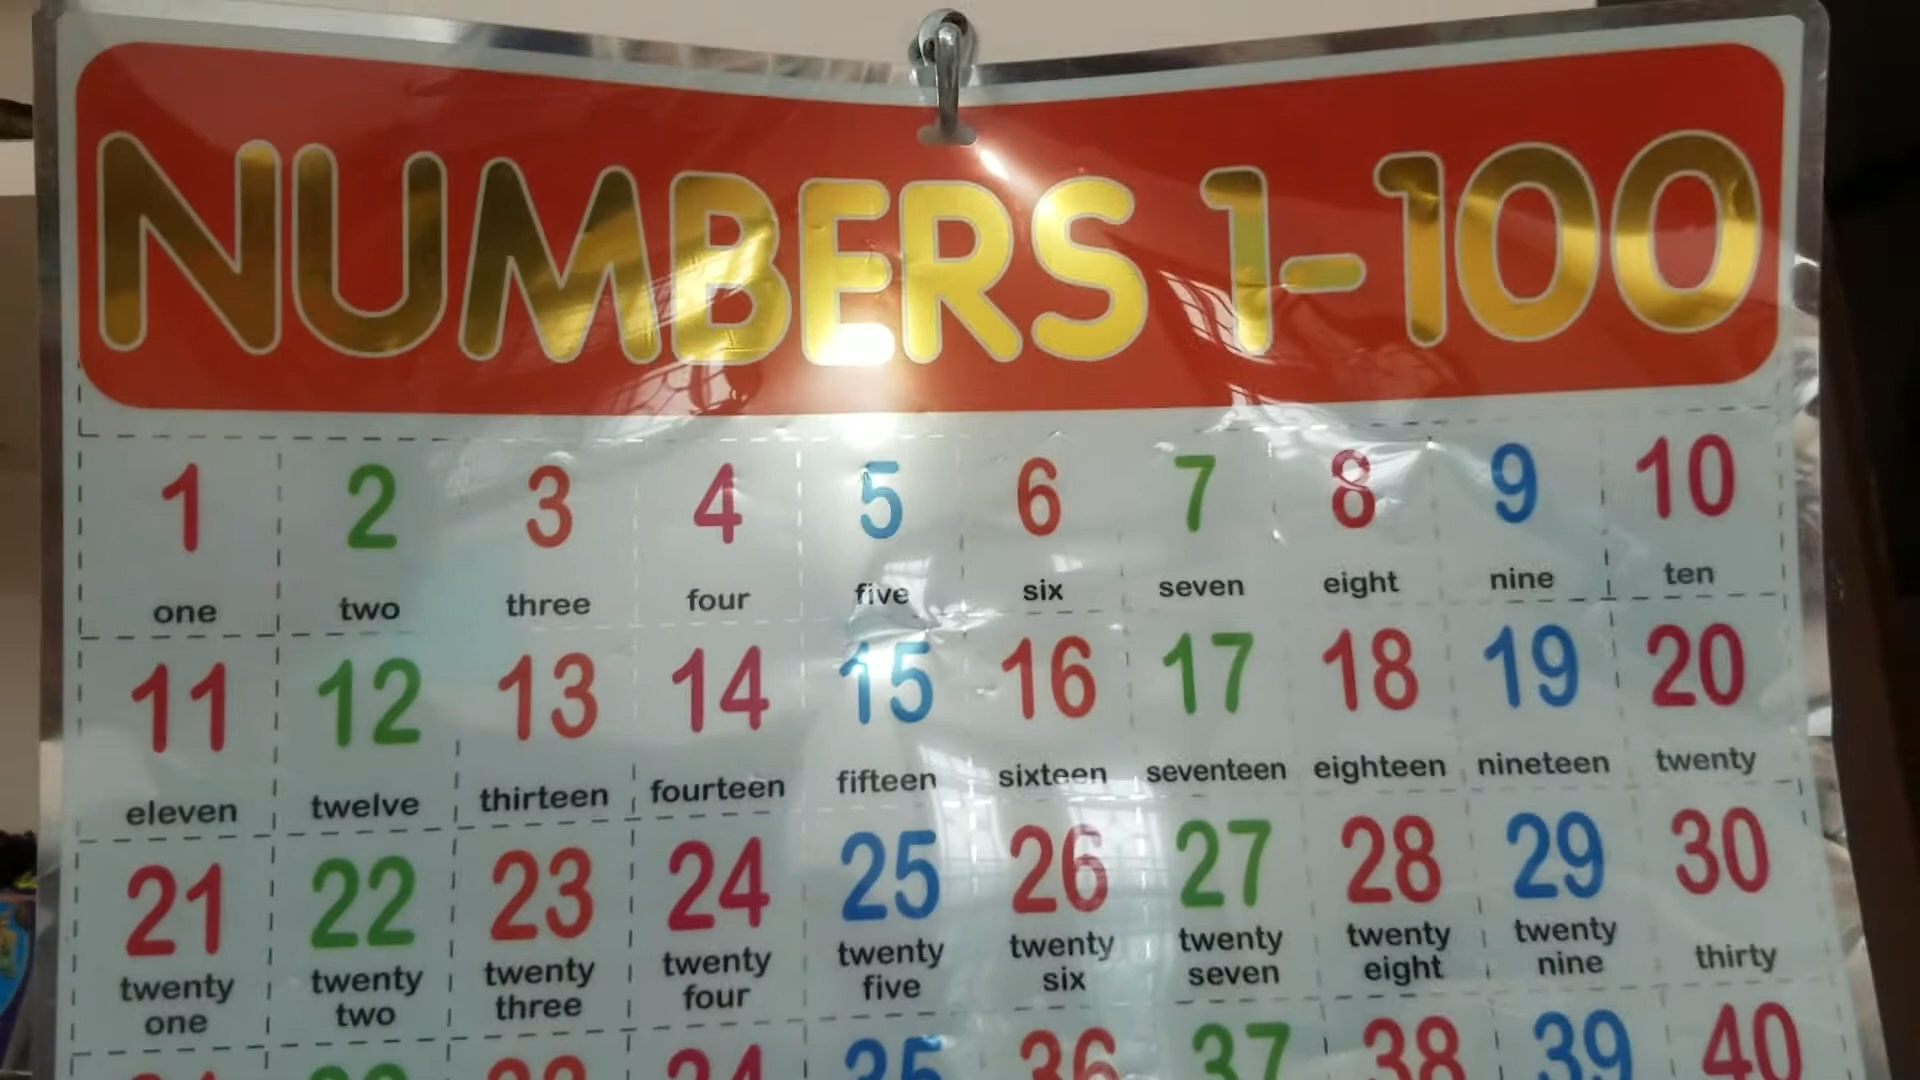 NUMBERS 1-100
1 2 3 4 5 6 7 8 9 10
one two three four five six seven eight nine ten
11 12 13 14 15 16 17 18 19 20
eleven twelve thirteen fourteen fifteen sixteen seventeen eighteen nineteen twenty
21 22 23 24 25 26 27 28 29 30
twenty one twenty two twenty three twenty four twenty five twenty six twenty seven twenty eight twenty nine thirty
35 36 37 38 39 40